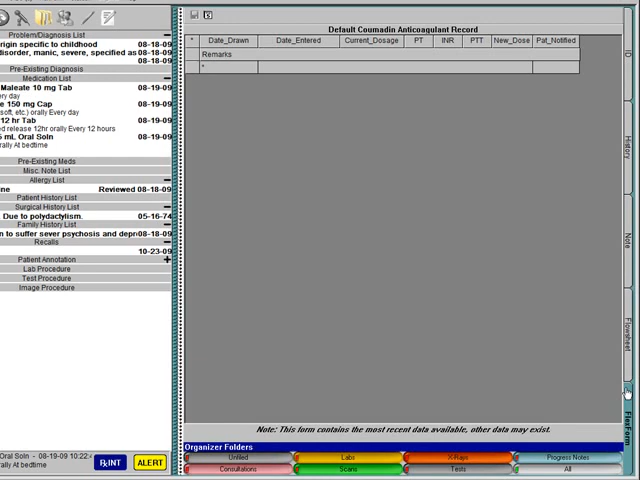 Problem/Diagnosis List
rigin specific to childhood 08-18-09
disorder, manic, severe, specified as 08-18-09
08-18-09
Pre-Existing Diagnosis
Medication List
Maleate 10 mg Tab 08-19-09
ery day
e 150 mg Cap 08-19-09
soft, etc.) orally Every day
12 hr Tab 08-19-09
ed release 12hr orally Every 12 hours
5 mL Oral Soln 08-19-09
rally At bedtime
Pre-Existing Meds
Misc. Note List
Allergy List
ine Reviewed 08-18-09
Patient History List
Surgical History List
Due to polydactylism. 05-16-74
Family History List
n to suffer sever psychosis and depr 08-18-09
Recalls
10-23-09
Patient Annotation
Lab Procedure
Test Procedure
Image Procedure
Oral Soln - 08-19-09 10:22
rally At bedtime
RxINT
ALERT
Default Coumadin Anticoagulant Record
* Date_Drawn Date_Entered Current_Dosage PT INR PTT New_Dose Pat_Notified
Remarks
*
Note: This form contains the most recent data available, other data may exist.
Organizer Folders
Unfiled Labs X-Rays Progress Notes
Consultations Scans Tests All
ID
History
Note
Flowsheet
FlexForm